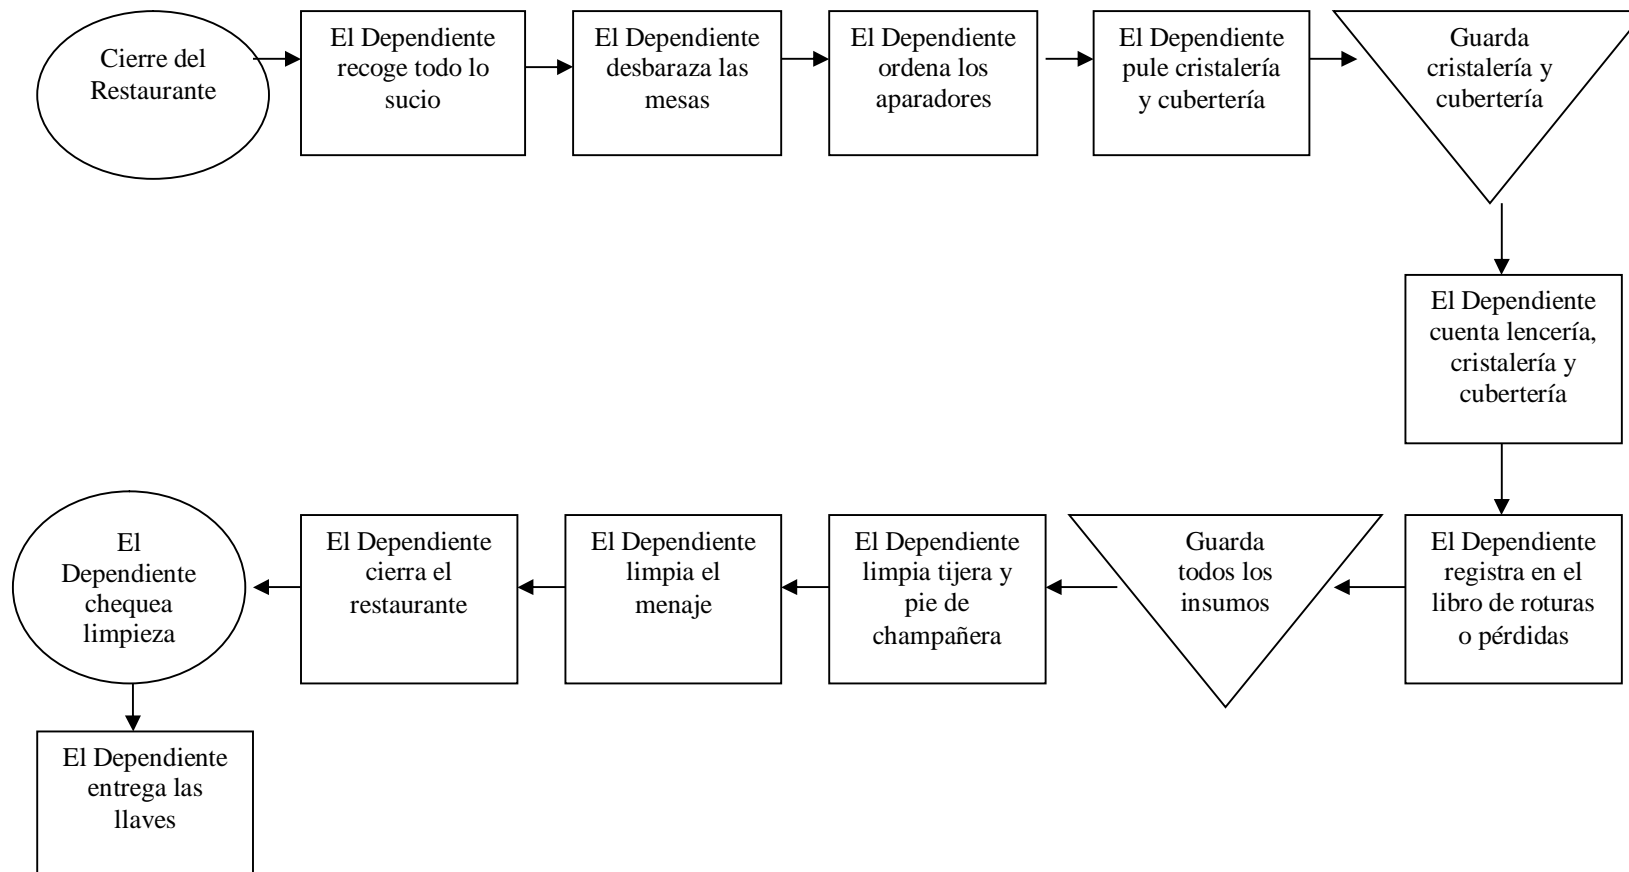 Cierre del
Restaurante
El Dependiente
recoge todo lo
sucio
El Dependiente
desbaraza las
mesas
El Dependiente
ordena los
aparadores
El Dependiente
pule cristalería
y cubertería
Guarda
cristalería y
cubertería
El Dependiente
cuenta lencería,
cristalería y
cubertería
El Dependiente
registra en el
libro de roturas
o pérdidas
Guarda
todos los
insumos
El Dependiente
limpia tijera y
pie de
champañera
El Dependiente
limpia el
menaje
El Dependiente
cierra el
restaurante
El
Dependiente
chequea
limpieza
El Dependiente
entrega las
llaves